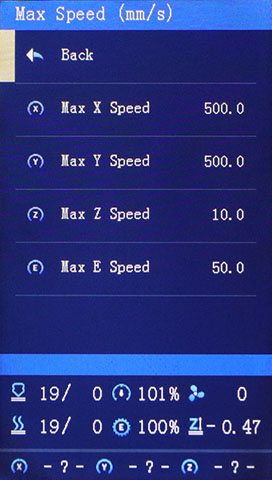 Max Speed (mm/s)
Back
X Max X Speed 500.0
Y Max Y Speed 500.0
Z Max Z Speed 10.0
E Max E Speed 50.0
19/ 0 101% 0
19/ 0 E 100% Z -0.47
X -?- Y -?- Z -?-